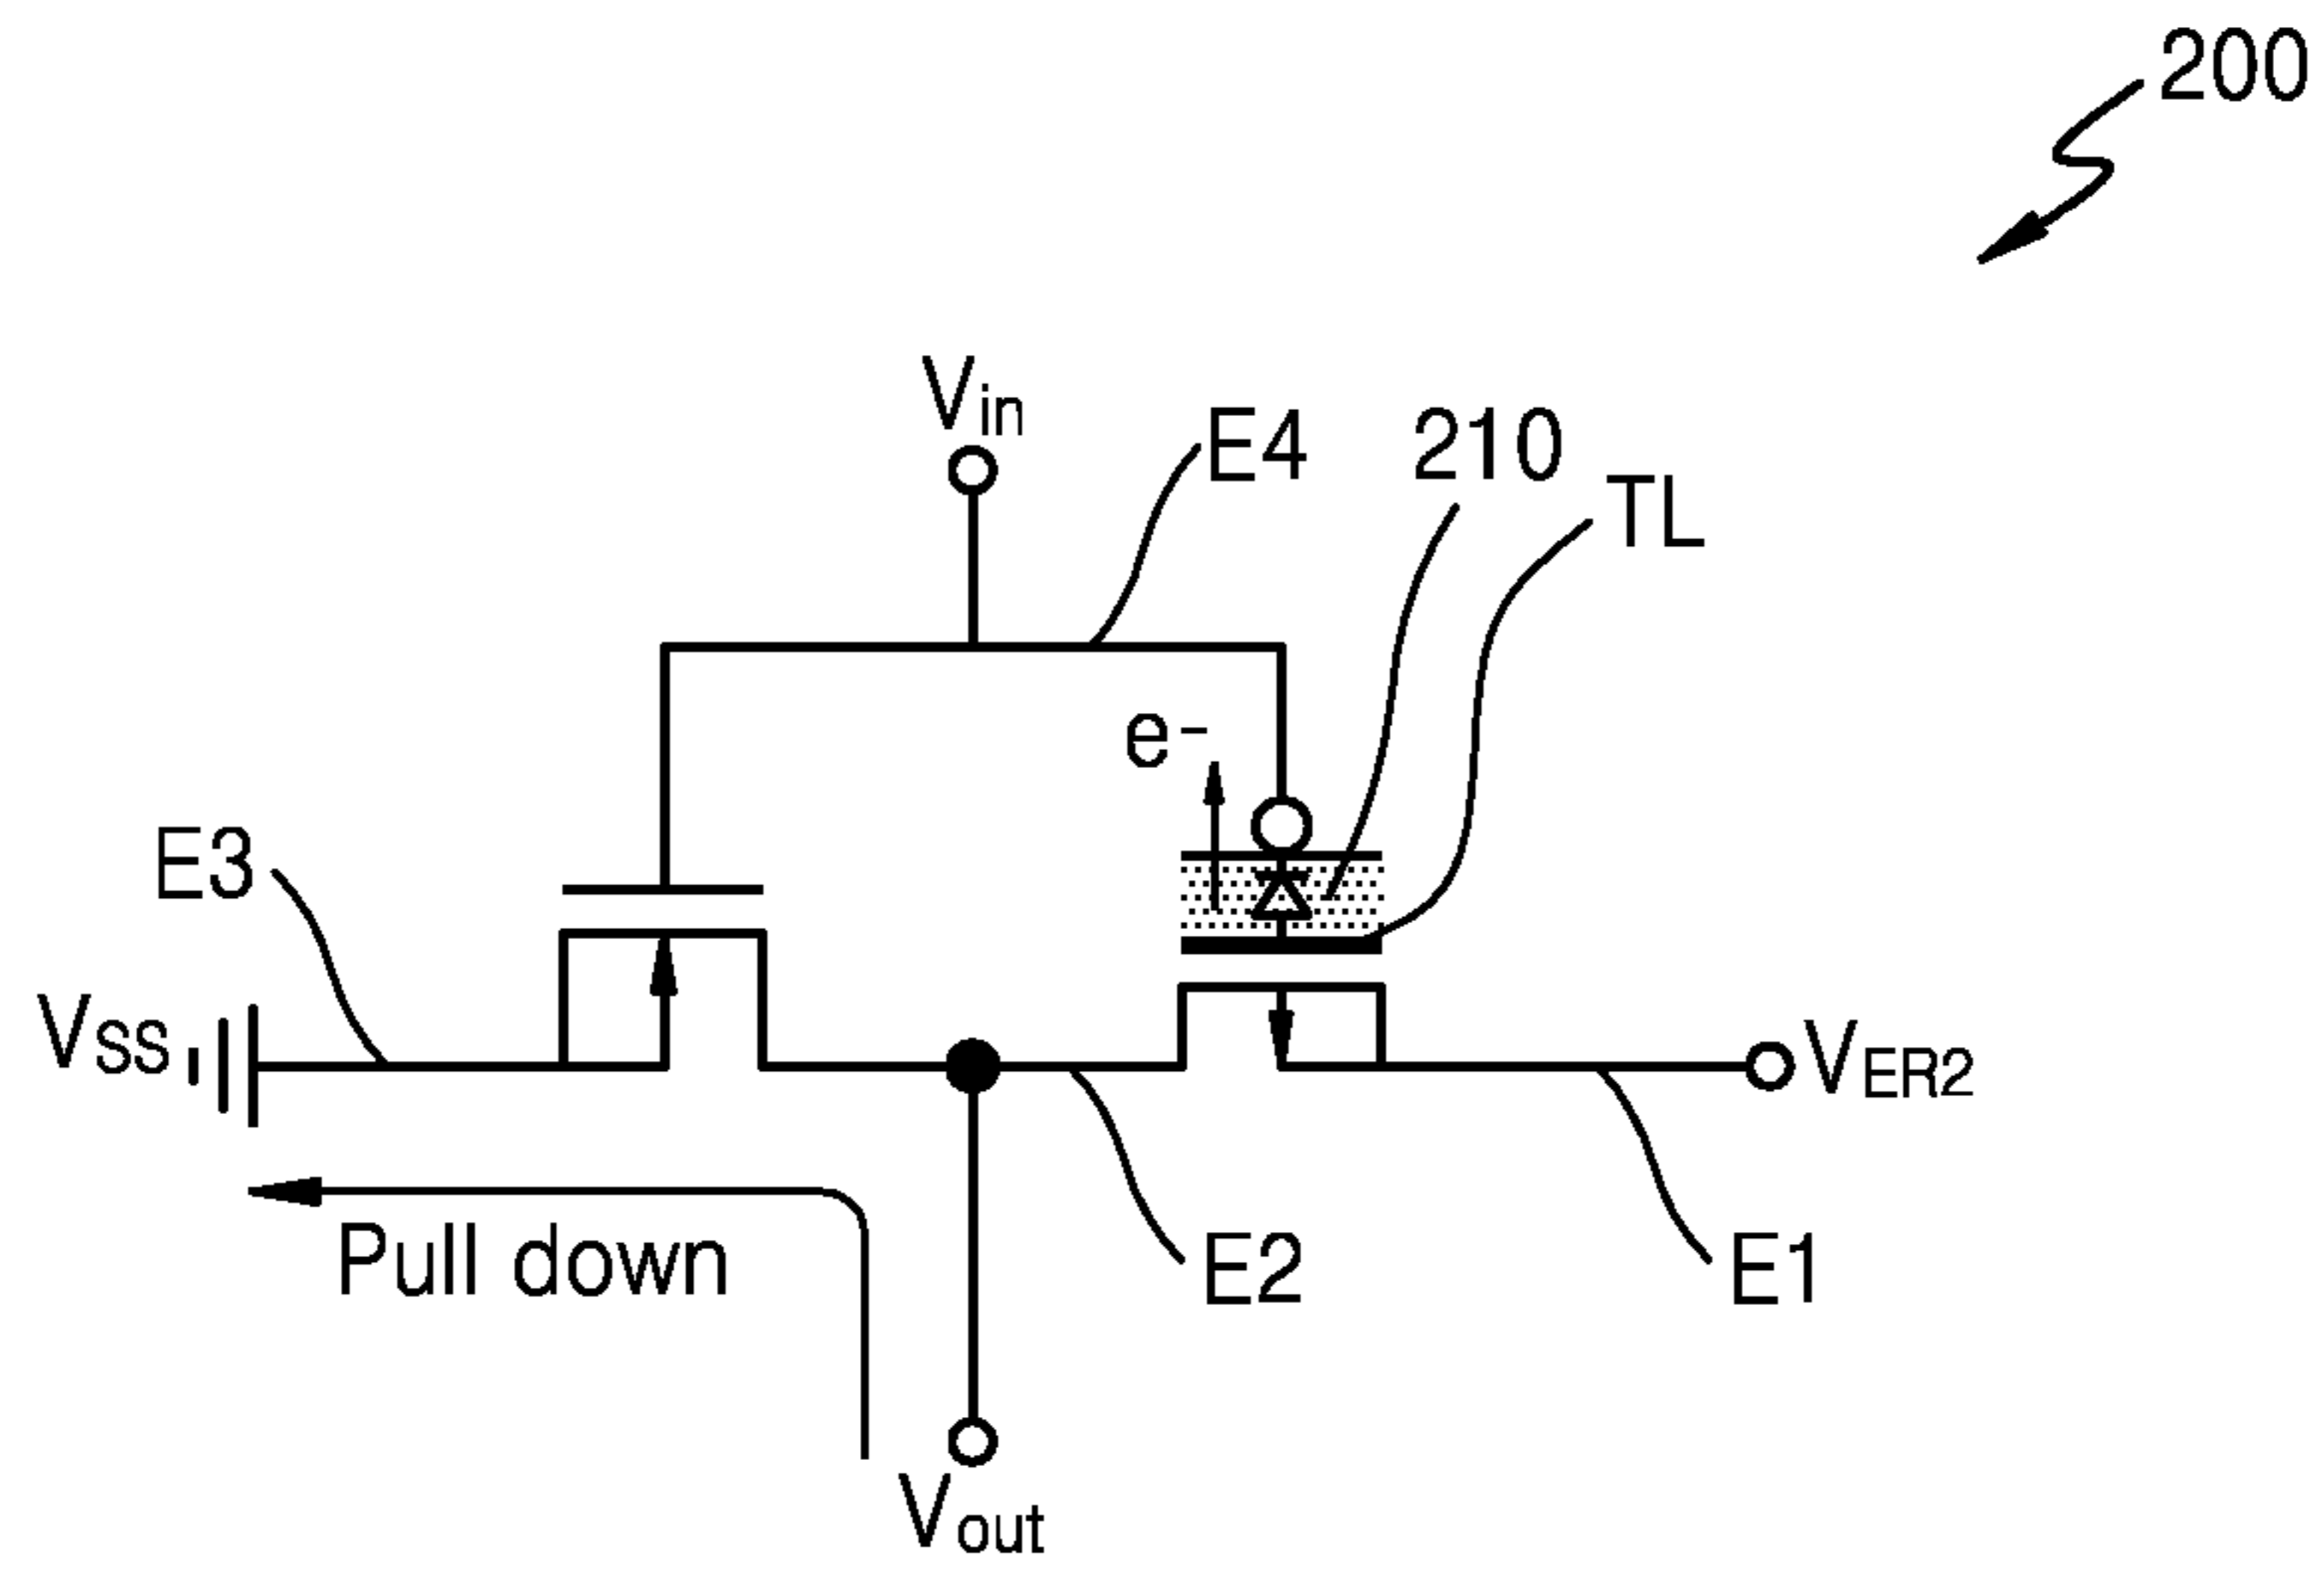 200
Vin
E4
210
TL
e-
E3
VSS
VER2
Pull down
E2
E1
Vout